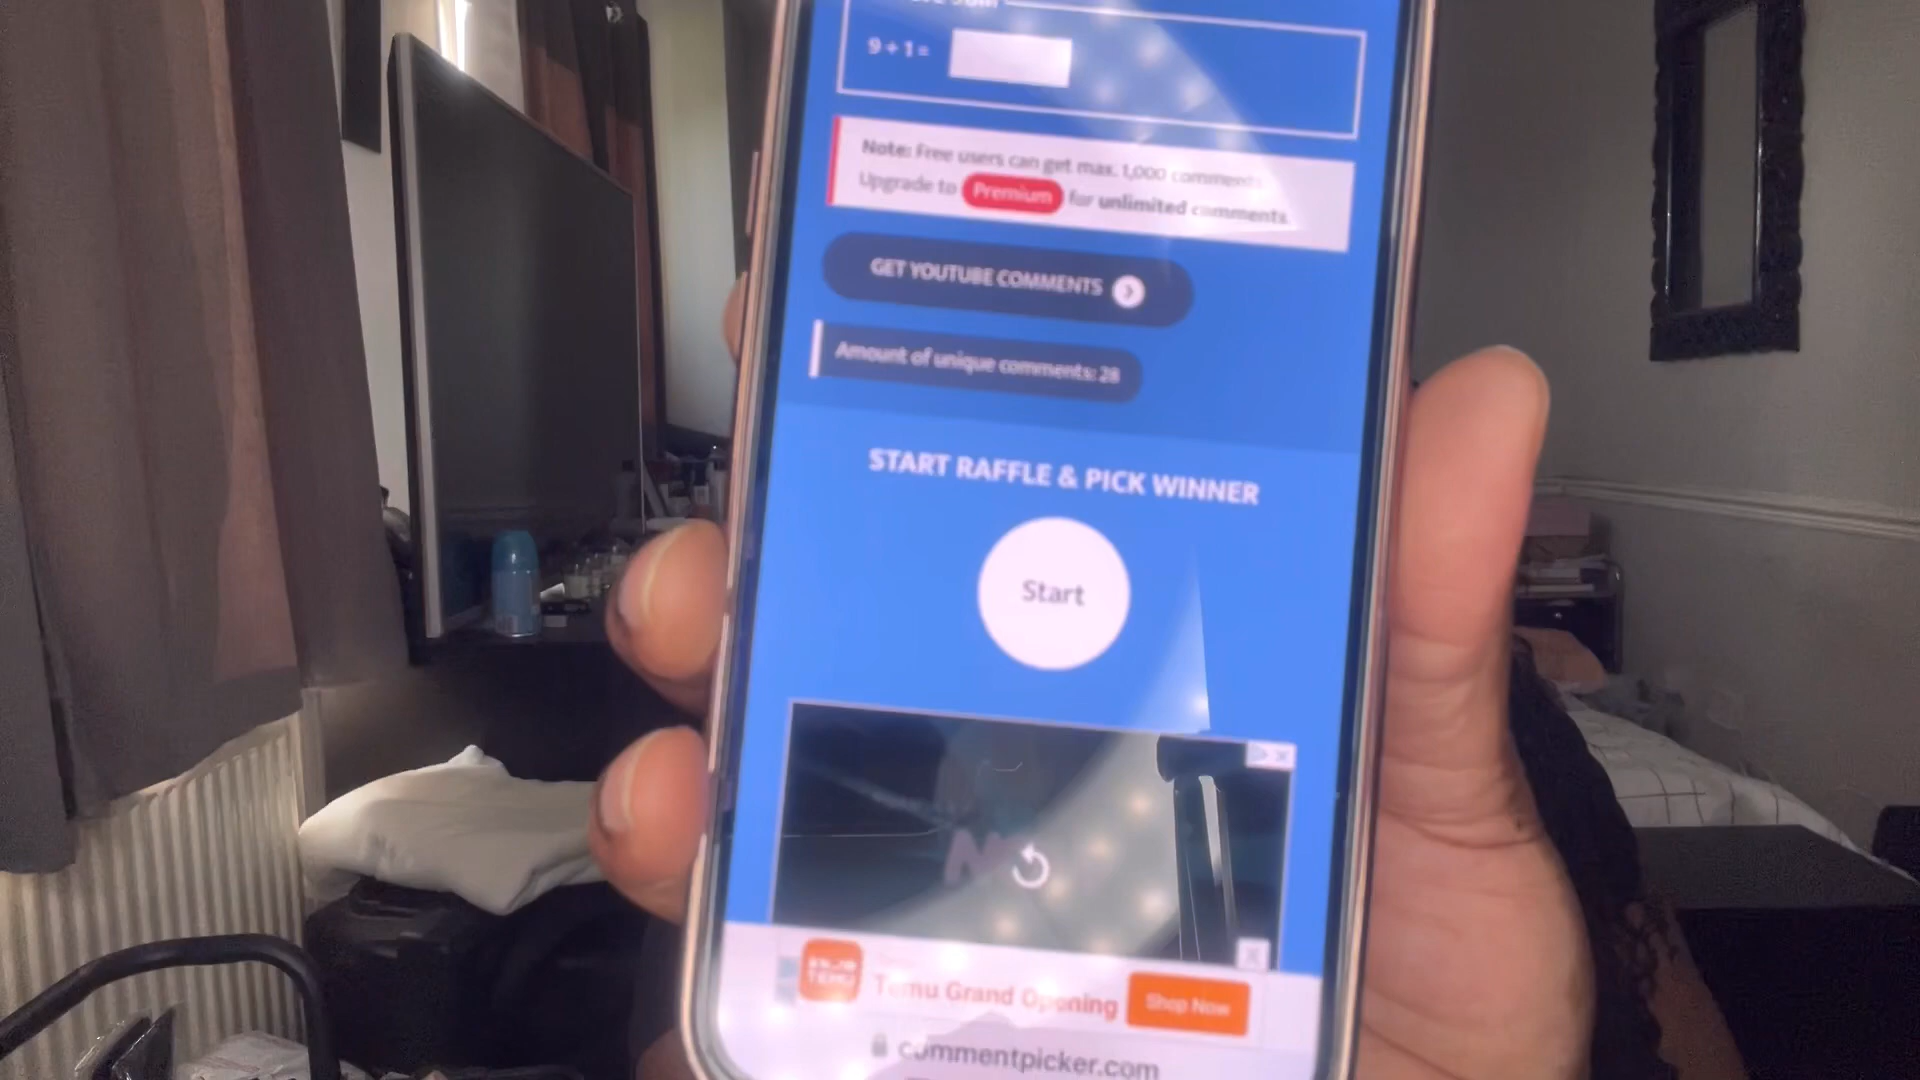 9 + 1 =
Note: Free users can get max. 1,000 comments.
Upgrade to Premium for unlimited comments.
GET YOUTUBE COMMENTS
Amount of unique comments: 28
START RAFFLE & PICK WINNER
Start
TEMU
Temu Grand Opening
Shop Now
commentpicker.com